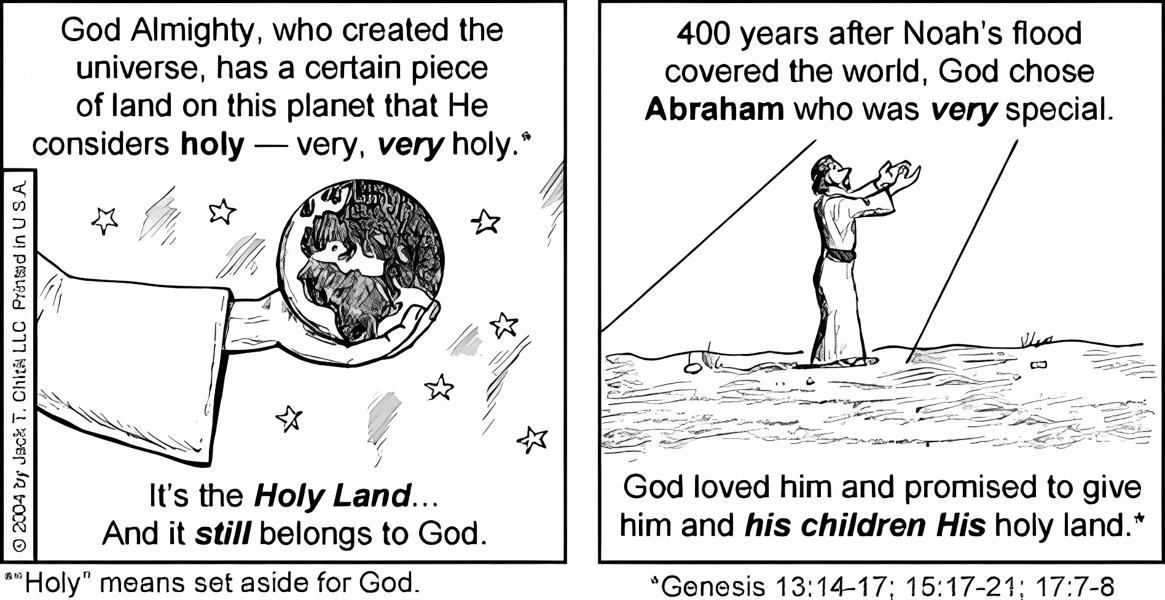 God Almighty, who created the
universe, has a certain piece
of land on this planet that He
considers holy — very, very holy.*
© 2004 by Jack T. Chick LLC Printed in U.S.A.
It's the Holy Land...
And it still belongs to God.
"Holy" means set aside for God.
400 years after Noah's flood
covered the world, God chose
Abraham who was very special.
God loved him and promised to give
him and his children His holy land.*
*Genesis 13:14-17; 15:17-21; 17:7-8